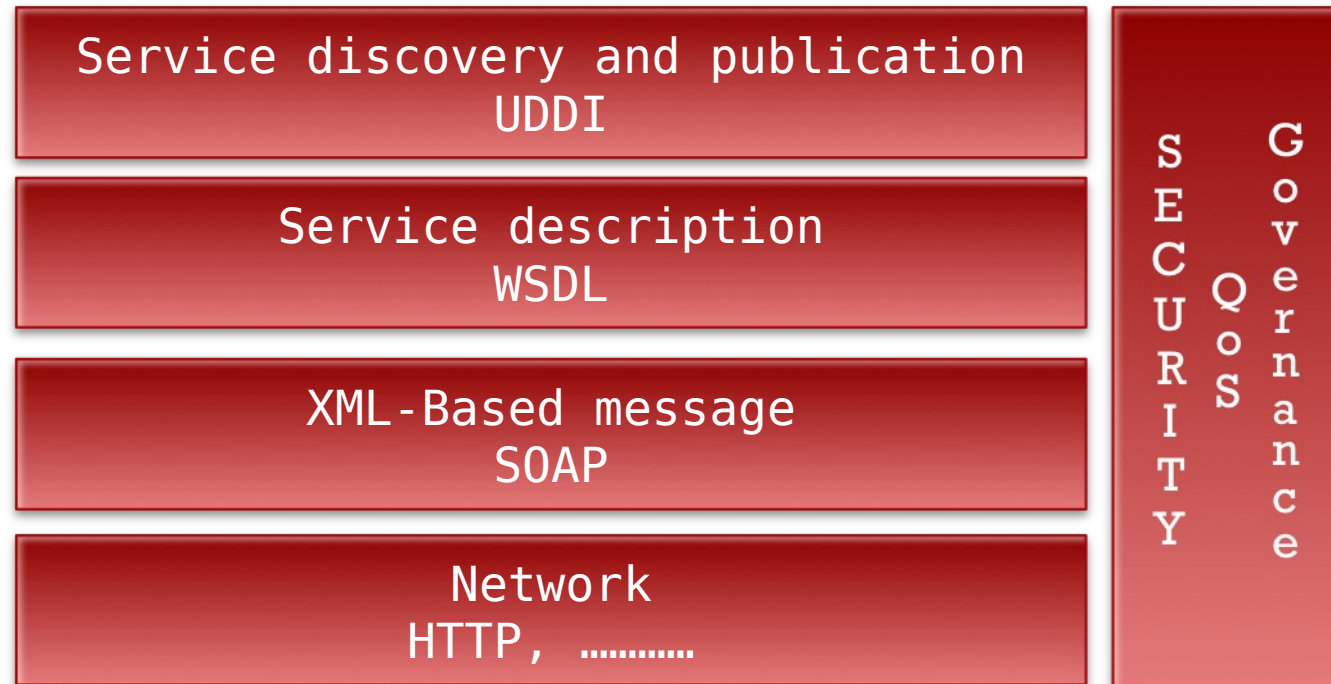 Service discovery and publication
UDDI
Service description
WSDL
XML-Based message
SOAP
Network
HTTP, …………
SECURITY
QoS
Governance